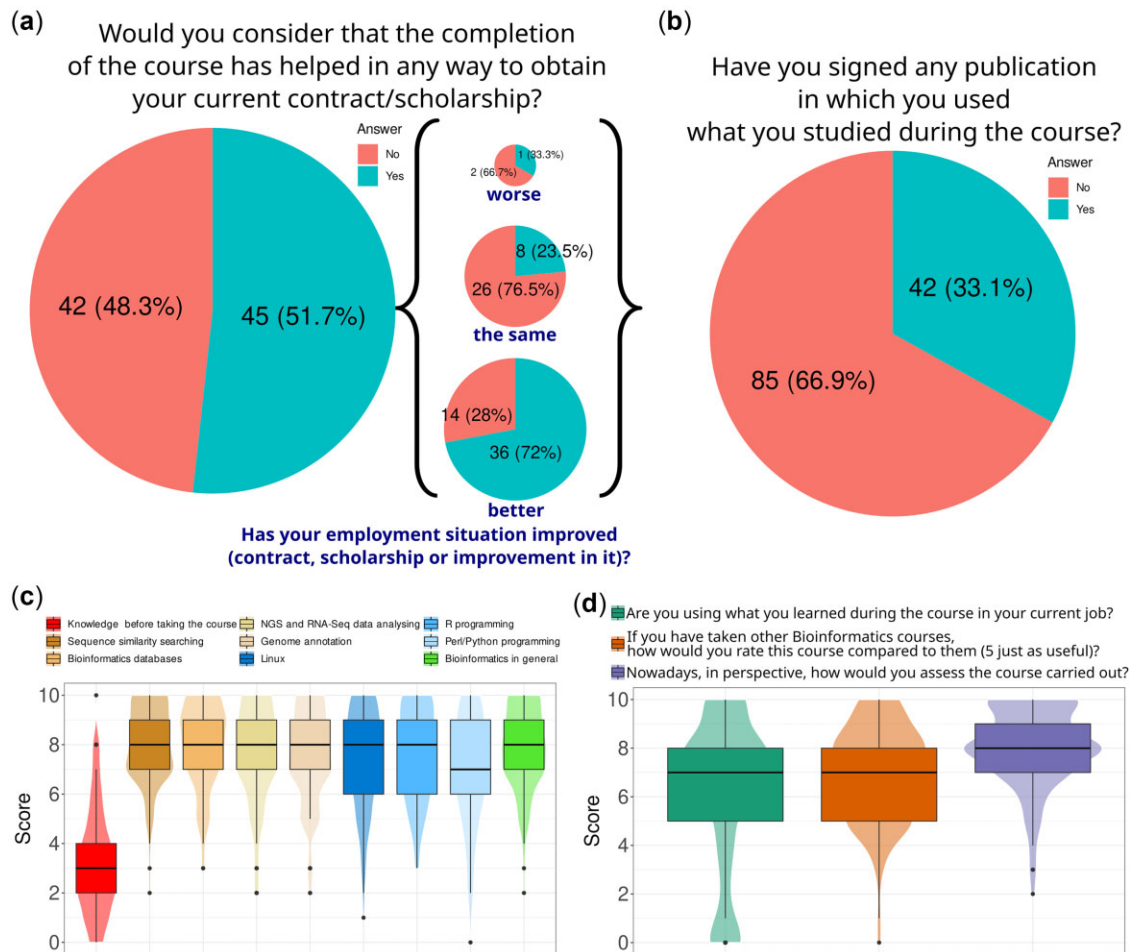 (a)
Would you consider that the completion
of the course has helped in any way to obtain
your current contract/scholarship?
Answer
No
Yes
42 (48.3%)
45 (51.7%)
1 (33.3%)
2 (66.7%)
worse
8 (23.5%)
26 (76.5%)
the same
14 (28%)
36 (72%)
better
Has your employment situation improved
(contract, scholarship or improvement in it)?
(b)
Have you signed any publication
in which you used
what you studied during the course?
Answer
No
Yes
42 (33.1%)
85 (66.9%)
(c)
Knowledge before taking the course
Sequence similarity searching
Bioinformatics databases
NGS and RNA-Seq data analysing
Genome annotation
Linux
R programming
Perl/Python programming
Bioinformatics in general
Score
10
8
6
4
2
0
(d)
Are you using what you learned during the course in your current job?
If you have taken other Bioinformatics courses,
how would you rate this course compared to them (5 just as useful)?
Nowadays, in perspective, how would you assess the course carried out?
Score
10
8
6
4
2
0